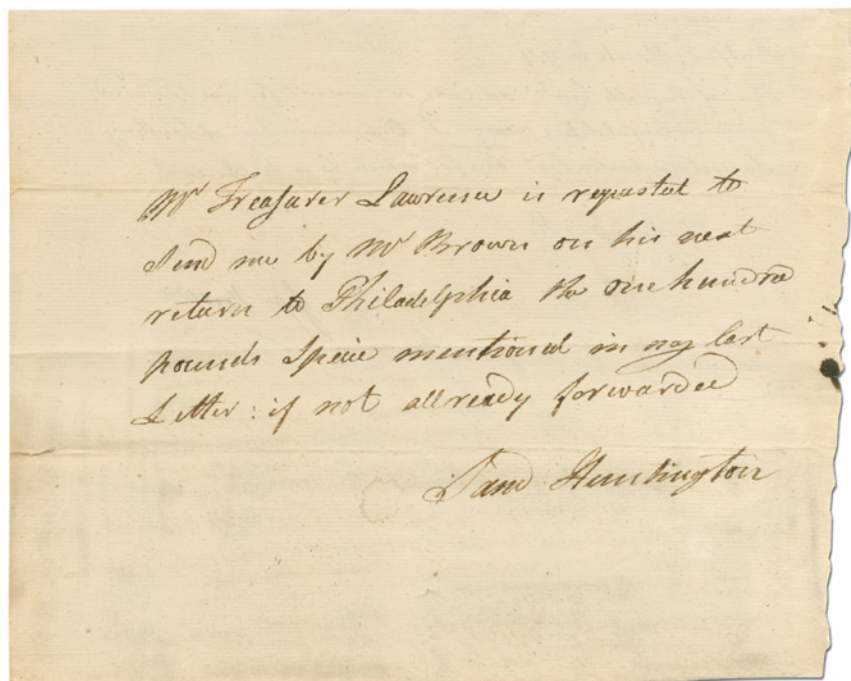 Mr Treasurer Lawrence is requested to
Send me by Mr Brown on his next
return to Philadelphia the one hundred
pounds Specie mentioned in my last
Letter: if not allready forwarded
Saml Huntington